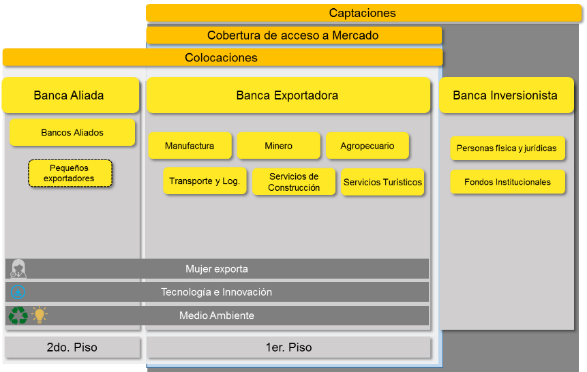 Captaciones
Cobertura de acceso a Mercado
Colocaciones
Banca Aliada
Banca Exportadora
Banca Inversionista
Bancos Aliados
Pequeños
exportadores
Manufactura
Minero
Agropecuario
Transporte y Log.
Servicios de
Construcción
Servicios Turísticos
Personas física y jurídicas
Fondos Institucionales
Mujer exporta
Tecnología e Innovación
Medio Ambiente
2do. Piso
1er. Piso